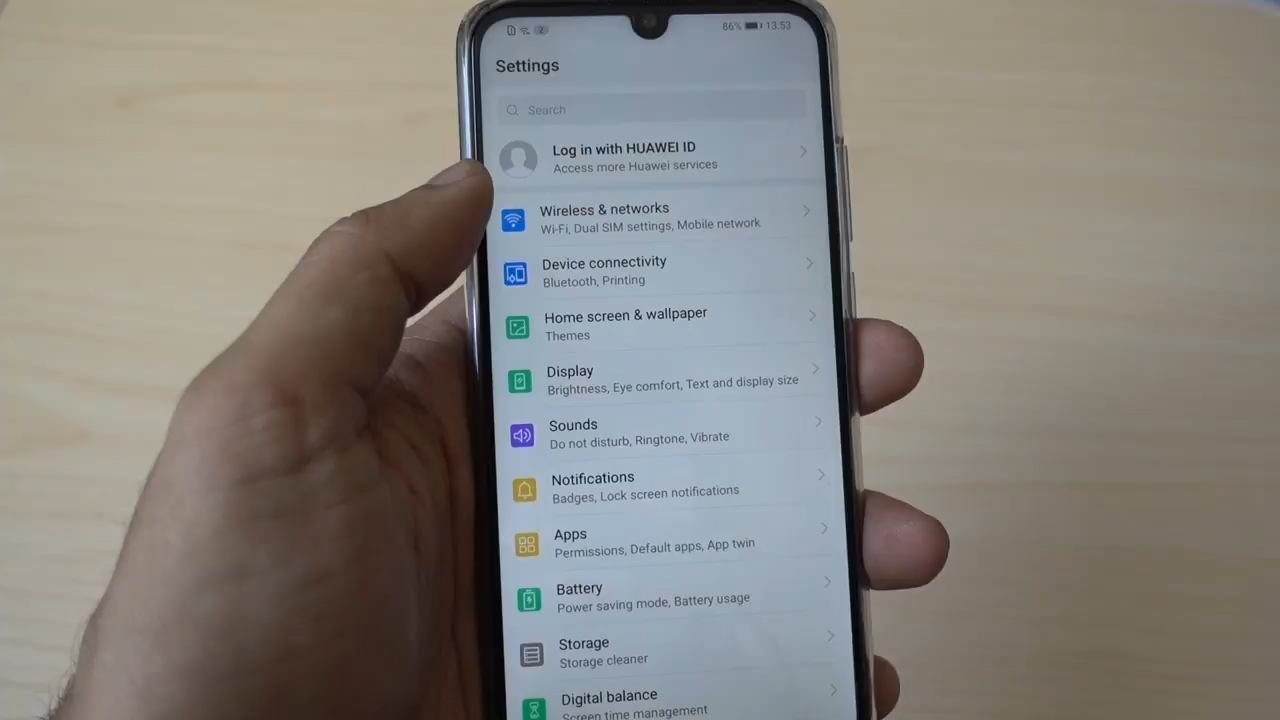 2 86% 13:53
Settings
Search
Log in with HUAWEI ID
Access more Huawei services
Wireless & networks
Wi-Fi, Dual SIM settings, Mobile network
Device connectivity
Bluetooth, Printing
Home screen & wallpaper
Themes
Display
Brightness, Eye comfort, Text and display size
Sounds
Do not disturb, Ringtone, Vibrate
Notifications
Badges, Lock screen notifications
Apps
Permissions, Default apps, App twin
Battery
Power saving mode, Battery usage
Storage
Storage cleaner
Digital balance
Screen time management